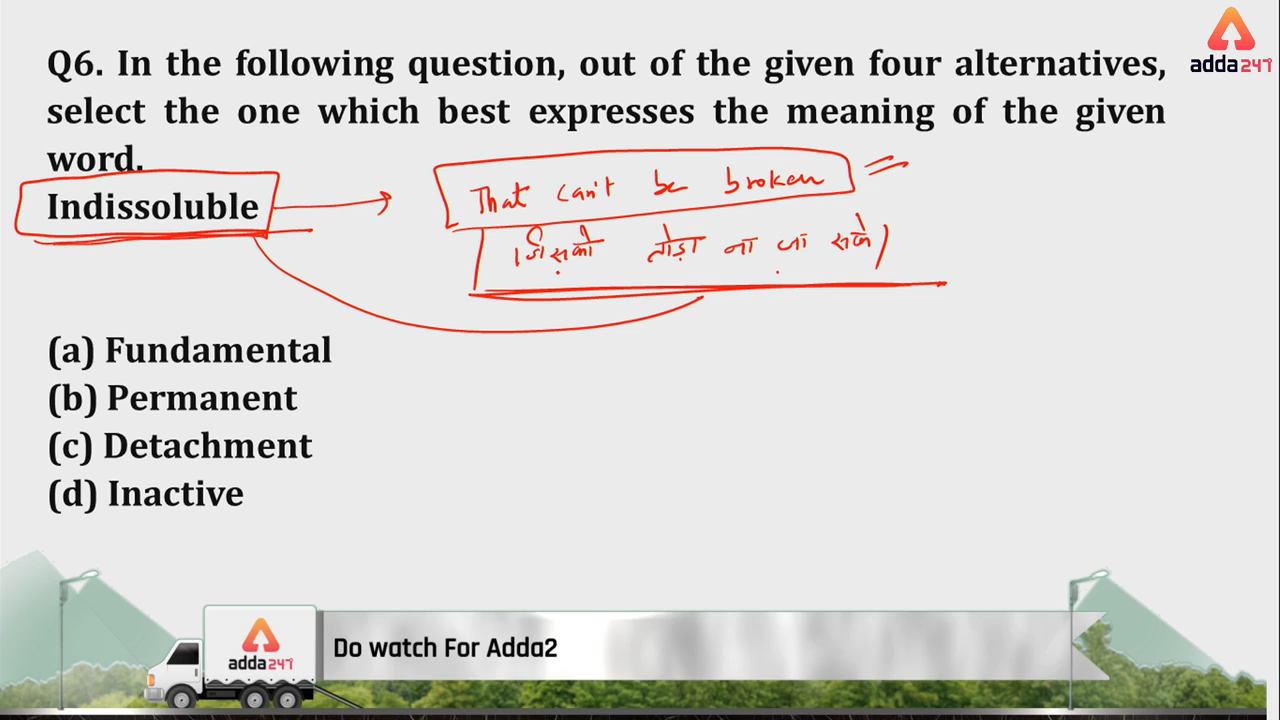 adda247
Q6. In the following question, out of the given four alternatives,
select the one which best expresses the meaning of the given
word.
Indissoluble
That can't be broken
(जिसको तोड़ा ना जा सके)
(a) Fundamental
(b) Permanent
(c) Detachment
(d) Inactive
adda247
Do watch For Adda2